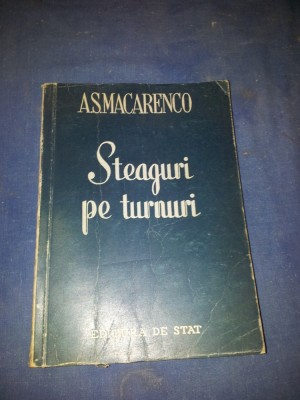 A.S.MACARENCO
Steaguri
pe turnuri
DE STAT